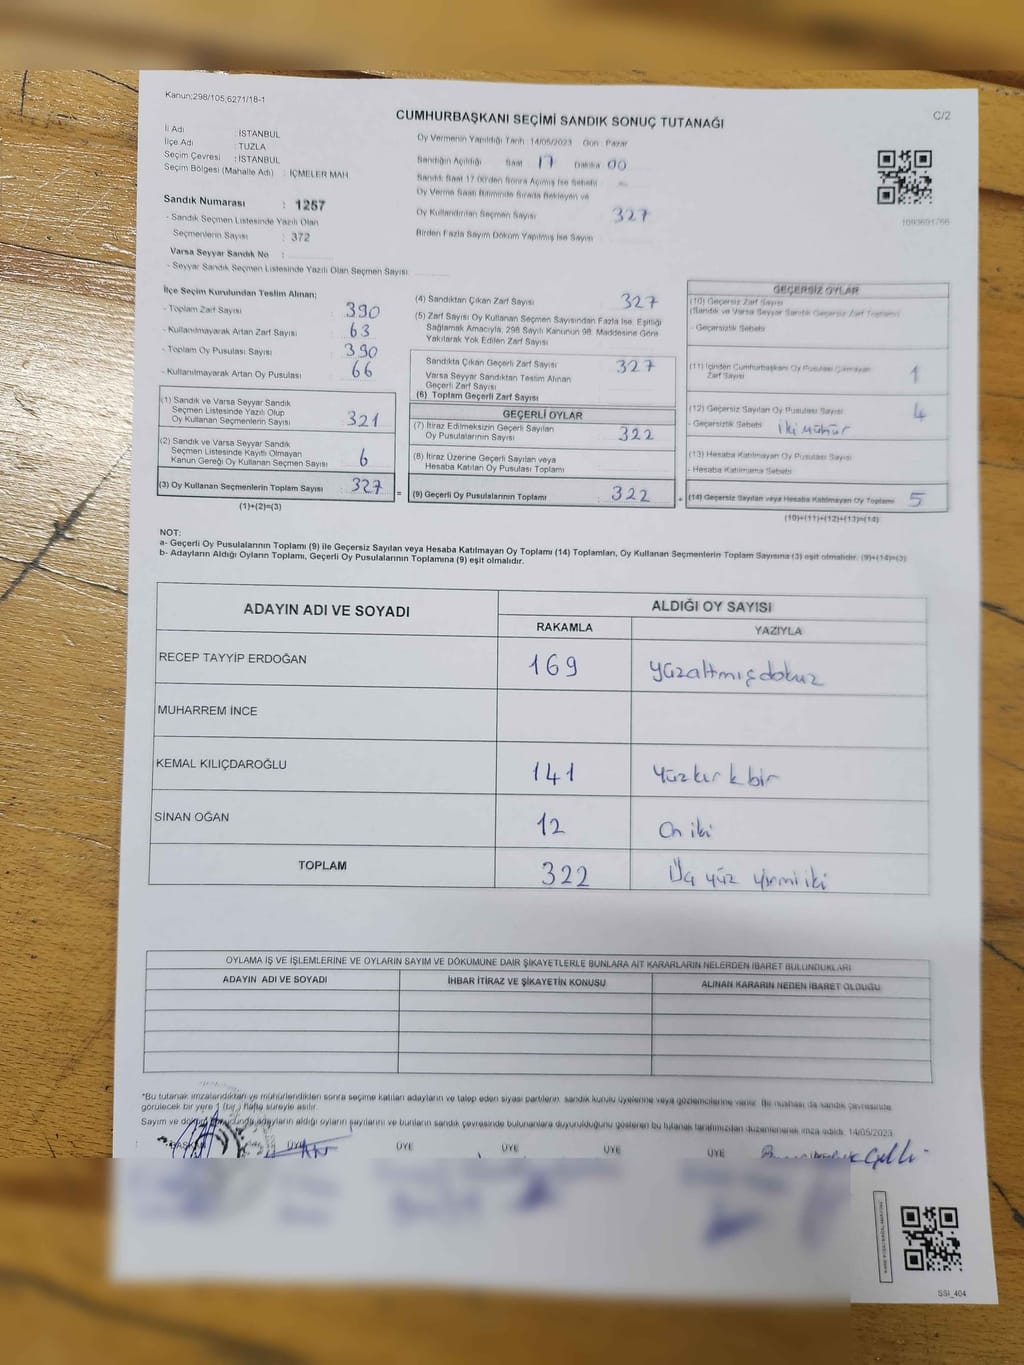 Kanun;298/105,6271/18-1
C/2
CUMHURBAŞKANI SEÇİMİ SANDIK SONUÇ TUTANAĞI
İl Adı : İSTANBUL
İlçe Adı : TUZLA
Seçim Çevresi : İSTANBUL
Seçim Bölgesi (Mahalle Adı) : İÇMELER MAH
Sandık Numarası : 1257
- Sandık Seçmen Listesinde Yazılı Olan
Seçmenlerin Sayısı : 372
Varsa Seyyar Sandık No :
- Seyyar Sandık Seçmen Listesinde Yazılı Olan Seçmen Sayısı
Oy Vermenin Yapıldığı Tarih : 14/05/2023 Gün : Pazar
Sandığın Açıldığı Saat : 17 Dakika 00
Sandık Saat 17:00'den Sonra Açılmış İse Sebebi
Oy Verme Saati Bitiminde Sırada Bekleyen ve
Oy Kullandırılan Seçmen Sayısı 327
Birden Fazla Sayım Döküm Yapılmış İse Sayısı
İlçe Seçim Kurulundan Teslim Alınan;
- Toplam Zarf Sayısı 390
- Kullanılmayarak Artan Zarf Sayısı 63
- Toplam Oy Pusulası Sayısı 390
- Kullanılmayarak Artan Oy Pusulası 66
(1) Sandık ve Varsa Seyyar Sandık
Seçmen Listesinde Yazılı Olup
Oy Kullanan Seçmenlerin Sayısı 321
(2) Sandık ve Varsa Seyyar Sandık
Seçmen Listesinde Kayıtlı Olmayan
Kanun Gereği Oy Kullanan Seçmen Sayısı 6
(3) Oy Kullanan Seçmenlerin Toplam Sayısı 327
(1)+(2)=(3)
(4) Sandıktan Çıkan Zarf Sayısı 327
(5) Zarf Sayısı Oy Kullanan Seçmen Sayısından Fazla İse, Eşitliği
Sağlamak Amacıyla, 298 Sayılı Kanunun 98. Maddesine Göre
Yakılarak Yok Edilen Zarf Sayısı
Sandıkta Çıkan Geçerli Zarf Sayısı 327
Varsa Seyyar Sandıktan Teslim Alınan
Geçerli Zarf Sayısı
(6) Toplam Geçerli Zarf Sayısı
GEÇERLİ OYLAR
(7) İtiraz Edilmeksizin Geçerli Sayılan
Oy Pusulalarının Sayısı : 322
(8) İtiraz Üzerine Geçerli Sayılan veya
Hesaba Katılan Oy Pusulası Toplamı
= (9) Geçerli Oy Pusulalarının Toplamı : 322 +
GEÇERSİZ OYLAR
(10) Geçersiz Zarf Sayısı
(Sandık ve Varsa Seyyar Sandık Geçersiz Zarf Toplamı)
- Geçersizlik Sebebi
(11) İçinden Cumhurbaşkanı Oy Pusulası Çıkmayan
Zarf Sayısı 1
(12) Geçersiz Sayılan Oy Pusulası Sayısı 4
- Geçersizlik Sebebi İki Mühür
(13) Hesaba Katılmayan Oy Pusulası Sayısı
- Hesaba Katılmama Sebebi
(14) Geçersiz Sayılan veya Hesaba Katılmayan Oy Toplamı 5
(10)+(11)+(12)+(13)=(14)
NOT:
a- Geçerli Oy Pusulalarının Toplamı (9) ile Geçersiz Sayılan veya Hesaba Katılmayan Oy Toplamı (14) Toplamları, Oy Kullanan Seçmenlerin Toplam Sayısına (3) eşit olmalıdır. (9)+(14)=(3)
b- Adayların Aldığı Oyların Toplamı, Geçerli Oy Pusulalarının Toplamına (9) eşit olmalıdır.
ADAYIN ADI VE SOYADI
ALDIĞI OY SAYISI
RAKAMLA YAZIYLA
RECEP TAYYİP ERDOĞAN 169 yüzaltmışdokuz
MUHARREM İNCE
KEMAL KILIÇDAROĞLU 141 Yüzkırk bir
SİNAN OĞAN 12 On iki
TOPLAM 322 Üç yüz yirmi iki
OYLAMA İŞ VE İŞLEMLERİNE VE OYLARIN SAYIM VE DÖKÜMÜNE DAİR ŞİKAYETLERLE BUNLARA AİT KARARLARIN NELERDEN İBARET BULUNDUKLARI
ADAYIN ADI VE SOYADI İHBAR İTİRAZ VE ŞİKAYETİN KONUSU ALINAN KARARIN NEDEN İBARET OLDUĞU
*Bu tutanak imzalandıktan ve mühürlendikten sonra seçime katılan adayların ve talep eden siyasi partilerin sandık kurulu üyelerine veya gözlemcilerine verilir. Bir nüshası da sandık çevresinde
görülecek bir yere 1 (bir) hafta süreyle asılır.
Sayım ve döküm sonucunda adayların aldığı oyların sayılarını ve bunların sandık çevresinde bulunanlara duyurulduğunu gösteren bu tutanak tarafımızdan düzenlenerek imza edildi. 14/05/2023
BAŞKAN ÜYE ÜYE ÜYE ÜYE ÜYE
SSI_404